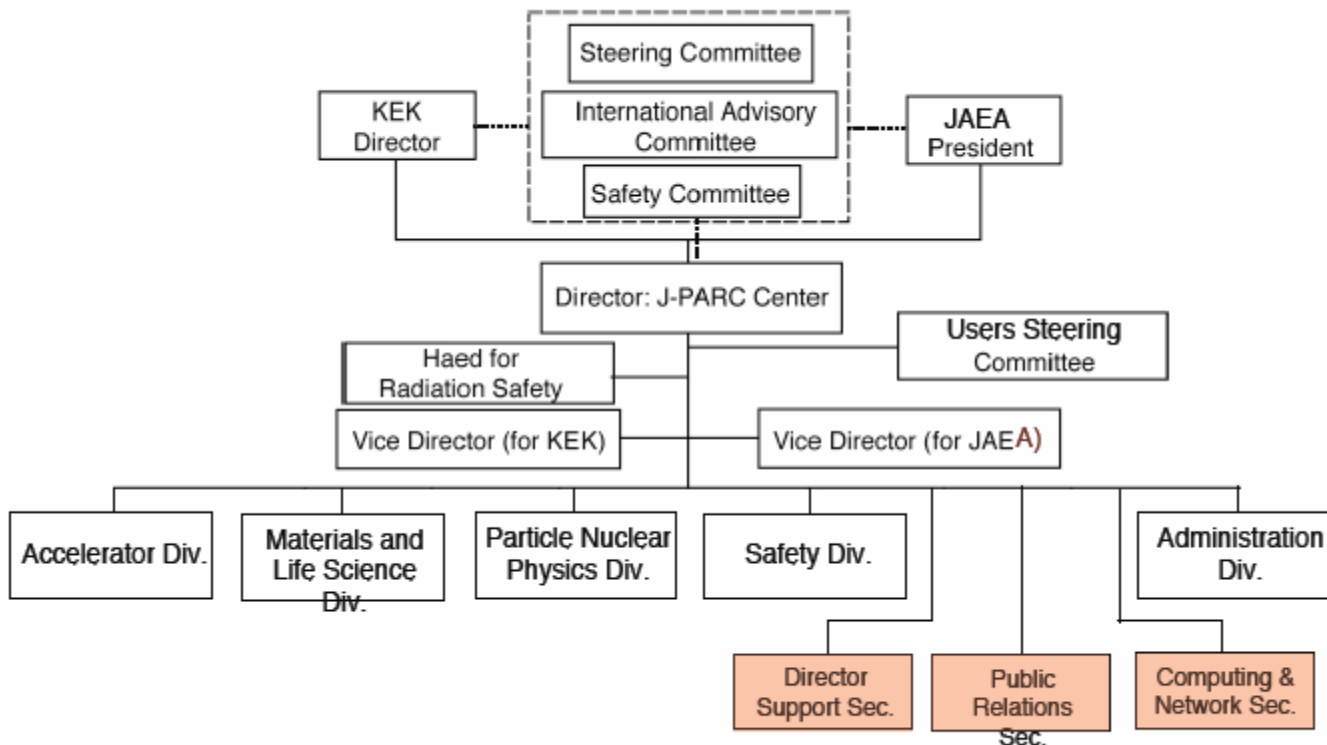 Steering Committee
KEK
Director
International Advisory
Committee
JAEA
President
Safety Committee
Director: J-PARC Center
Users Steering
Committee
Haed for
Radiation Safety
Vice Director (for KEK)
Vice Director (for JAEA)
Accelerator Div.
Materials and
Life Science
Div.
Particle Nuclear
Physics Div.
Safety Div.
Administration
Div.
Director
Support Sec.
Public
Relations
Sec.
Computing &
Network Sec.